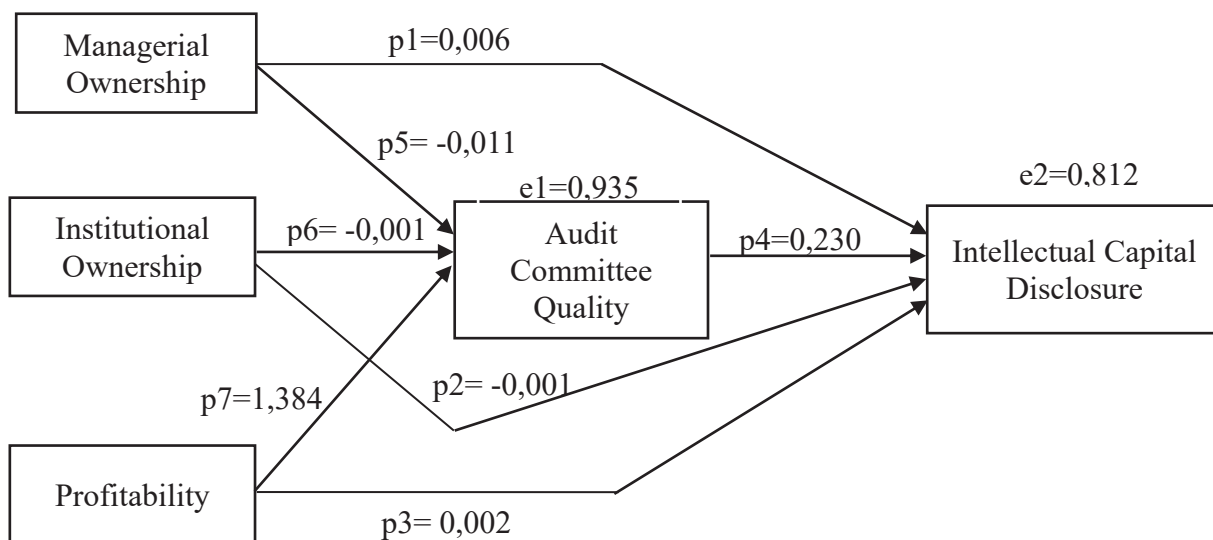 Managerial
Ownership
p1=0,006
p5= -0,011
e1=0,935
e2=0,812
Institutional
Ownership
p6= -0,001
Audit
Committee
Quality
p4=0,230
Intellectual Capital
Disclosure
p7=1,384
p2= -0,001
Profitability
p3= 0,002